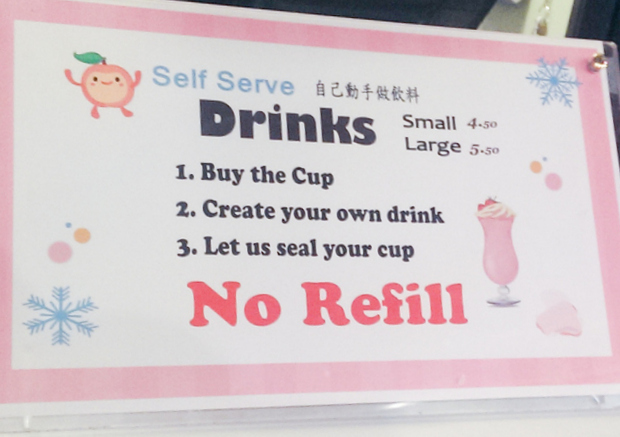 Self Serve 自己動手做飲料
Drinks
Small 4.50
Large 5.50
1. Buy the Cup
2. Create your own drink
3. Let us seal your cup
No Refill